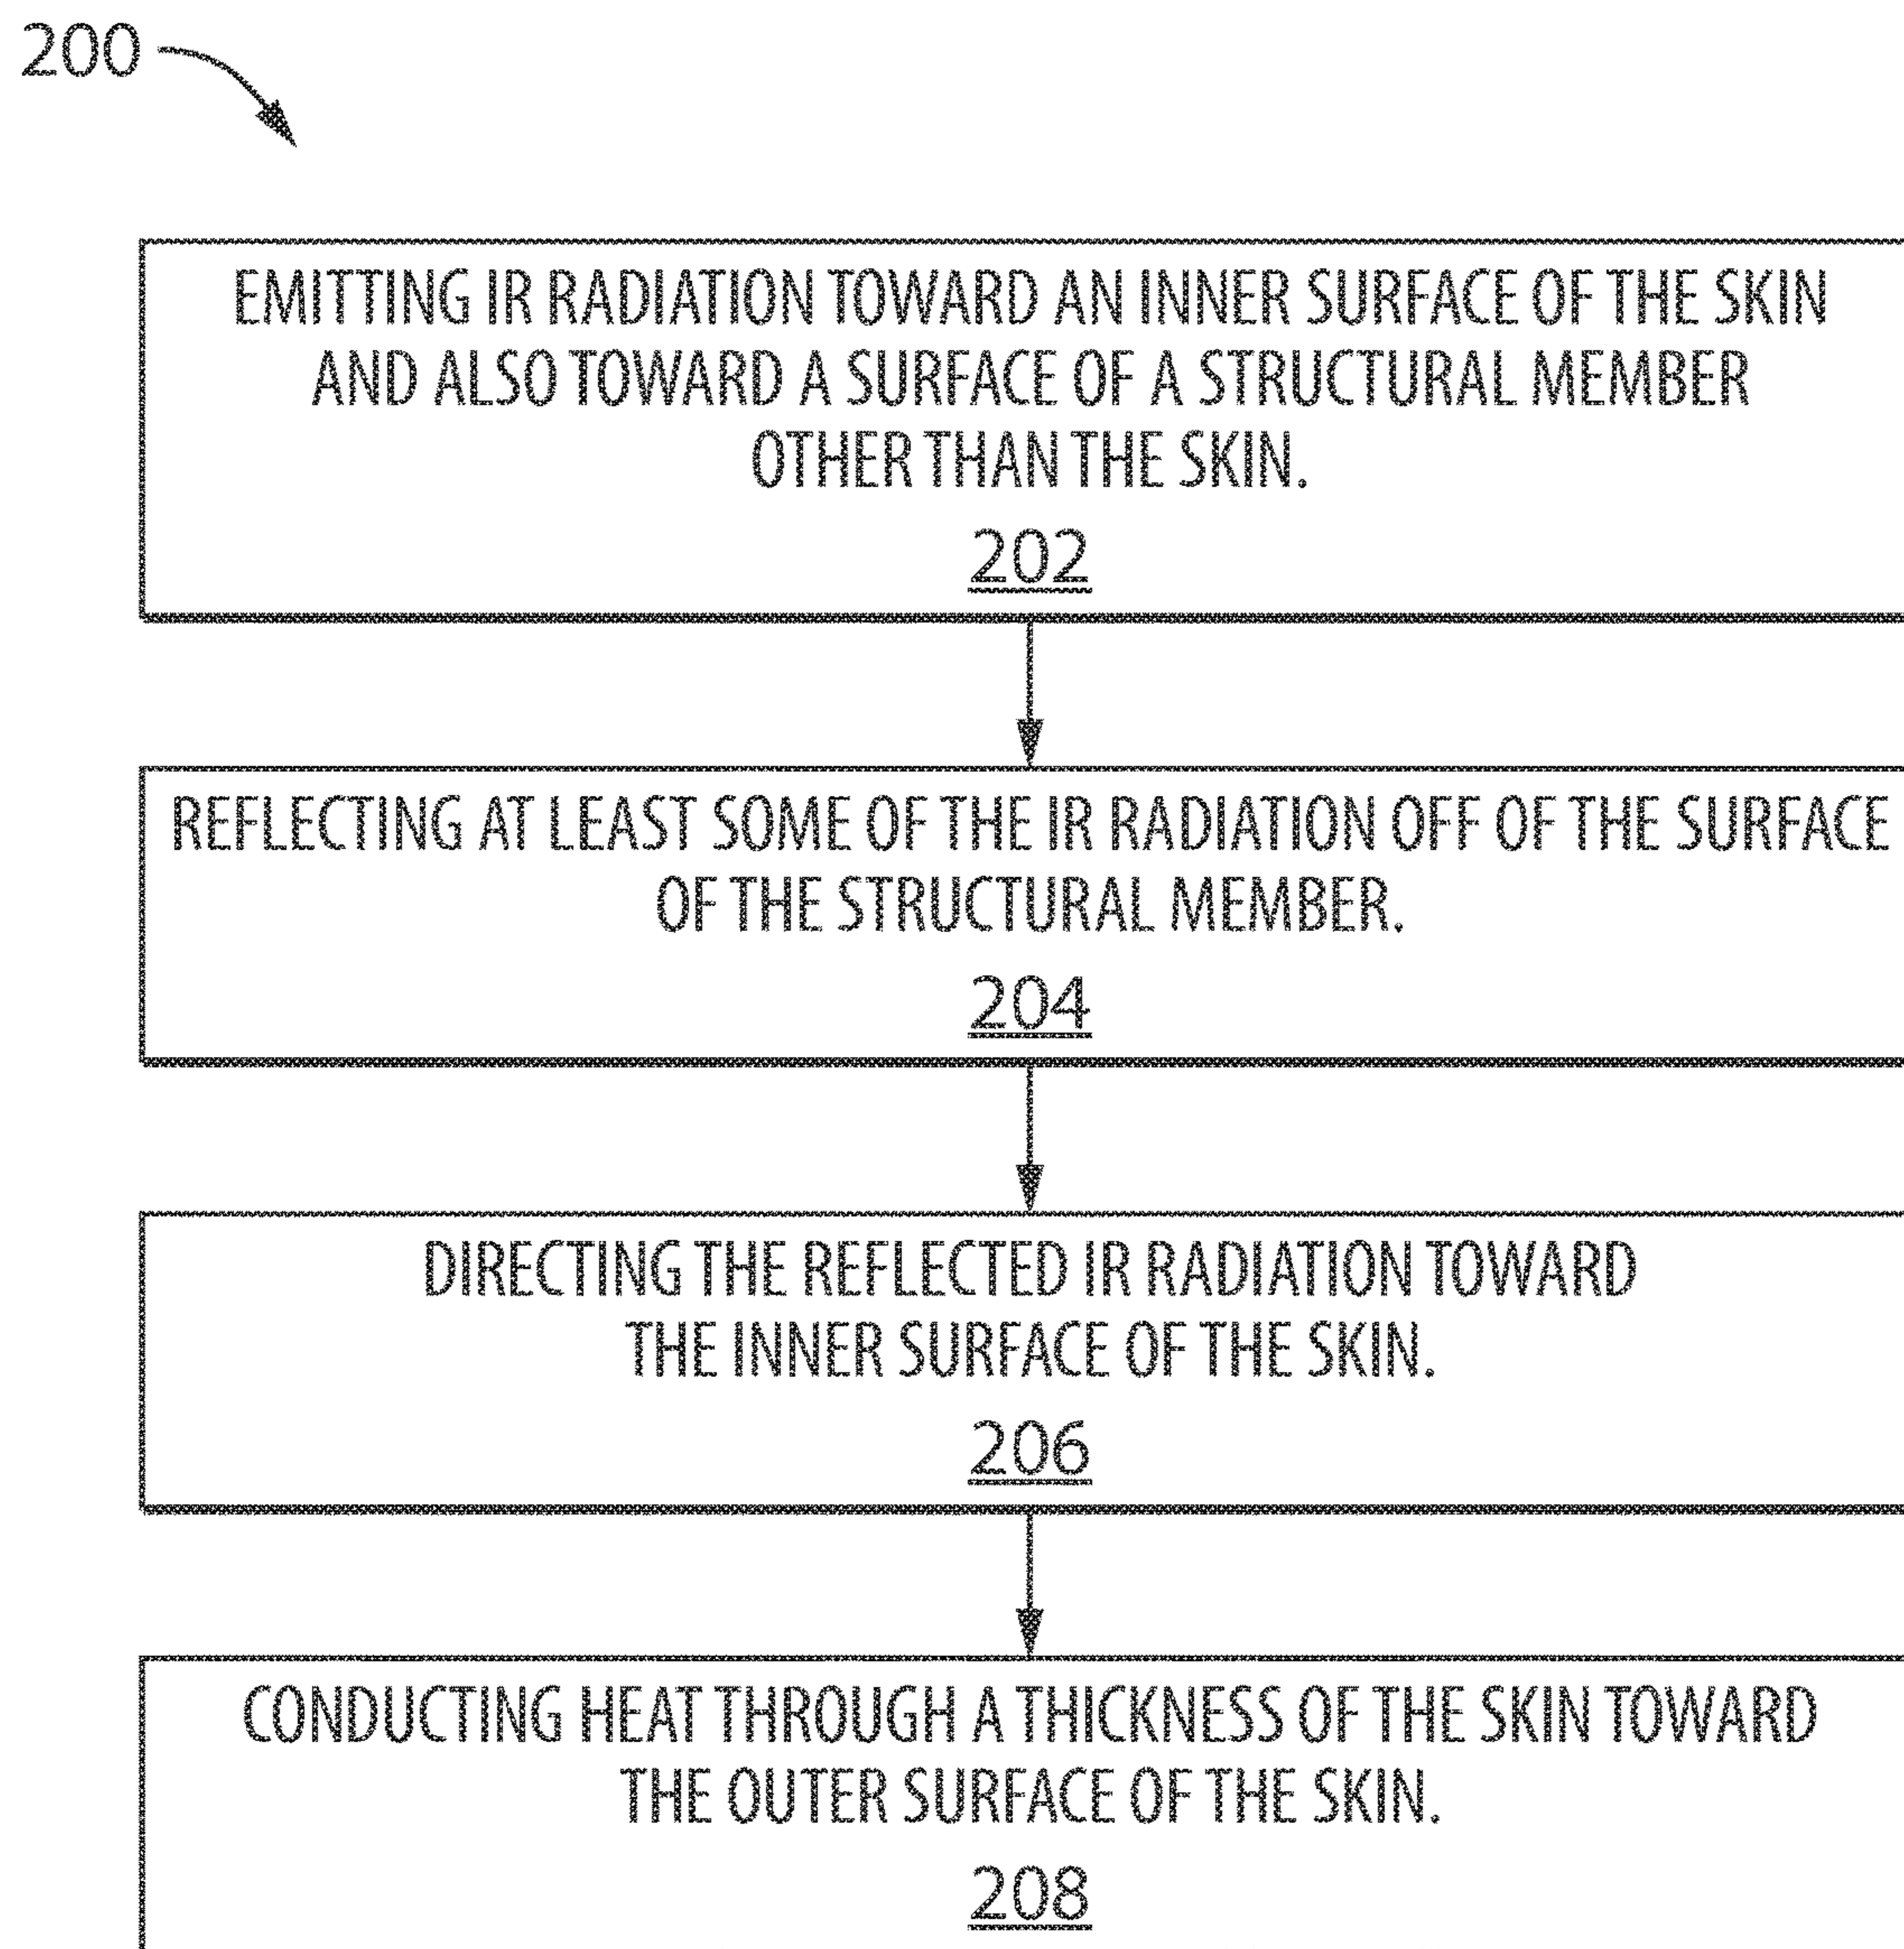 200
EMITTING IR RADIATION TOWARD AN INNER SURFACE OF THE SKIN
AND ALSO TOWARD A SURFACE OF A STRUCTURAL MEMBER
OTHER THAN THE SKIN.
202
REFLECTING AT LEAST SOME OF THE IR RADIATION OFF OF THE SURFACE
OF THE STRUCTURAL MEMBER.
204
DIRECTING THE REFLECTED IR RADIATION TOWARD
THE INNER SURFACE OF THE SKIN.
206
CONDUCTING HEAT THROUGH A THICKNESS OF THE SKIN TOWARD
THE OUTER SURFACE OF THE SKIN.
208